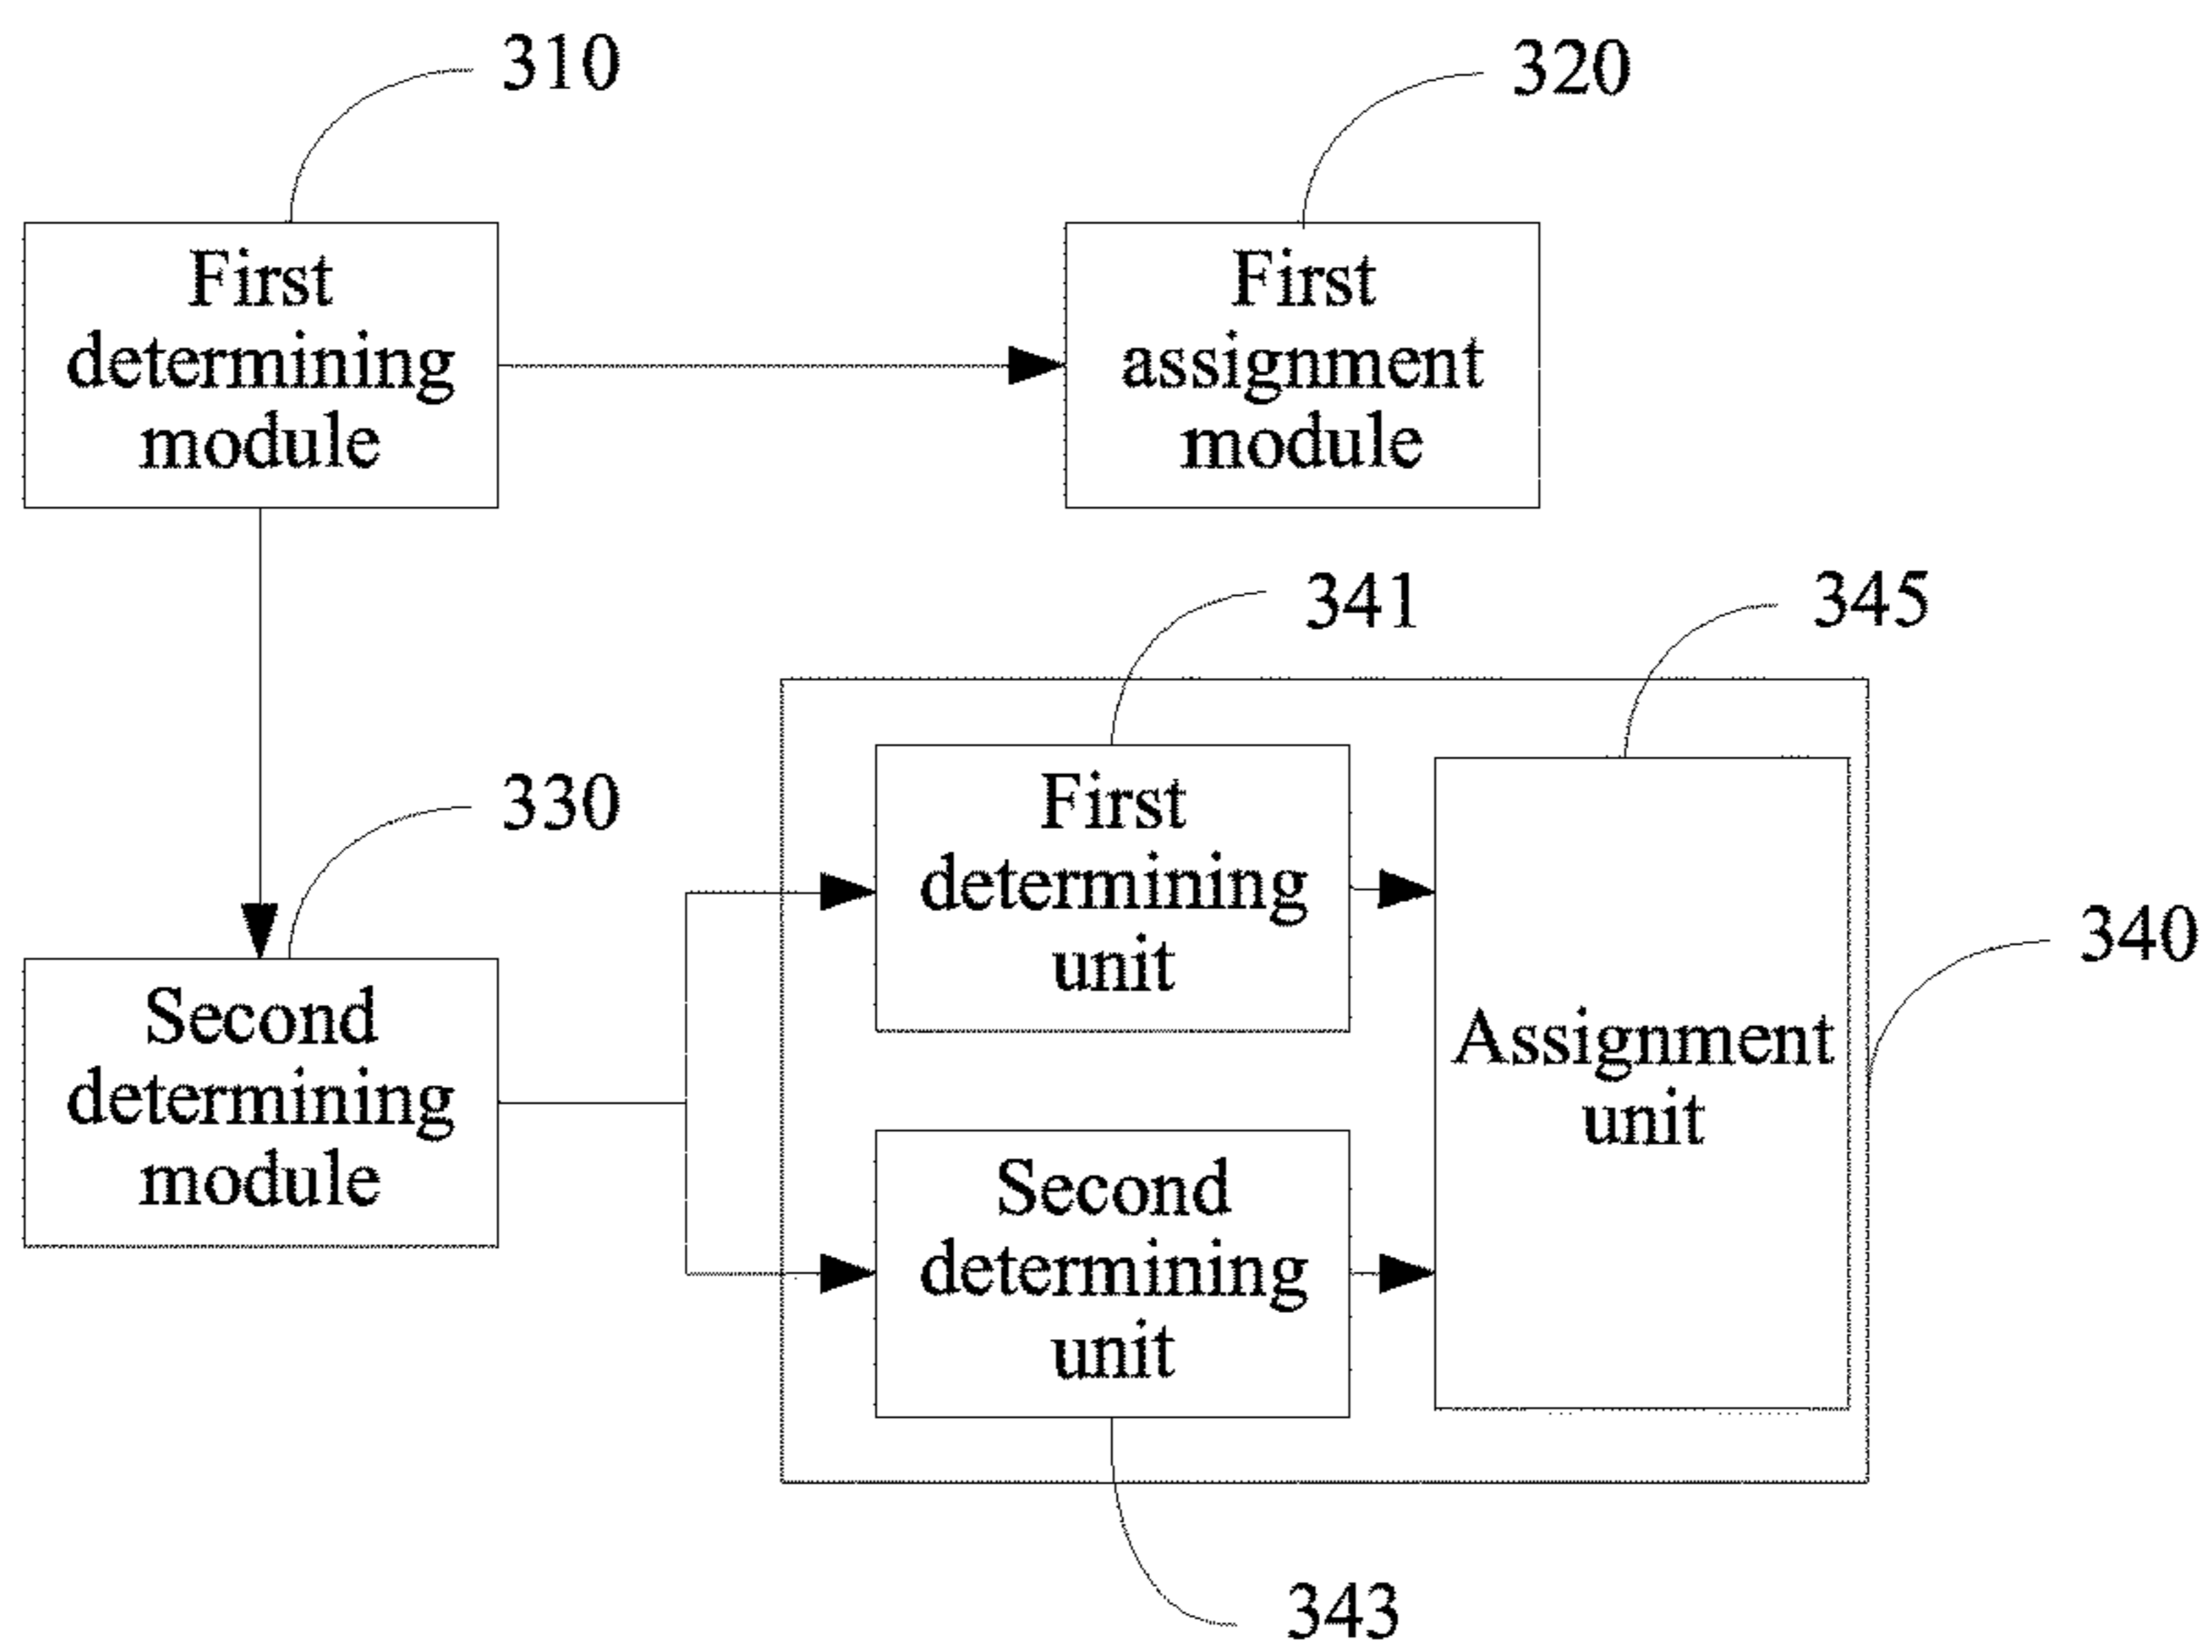 310
320
First
determining
module
First
assignment
module
341
345
330
First
determining
unit
340
Second
determining
module
Assignment
unit
Second
determining
unit
343